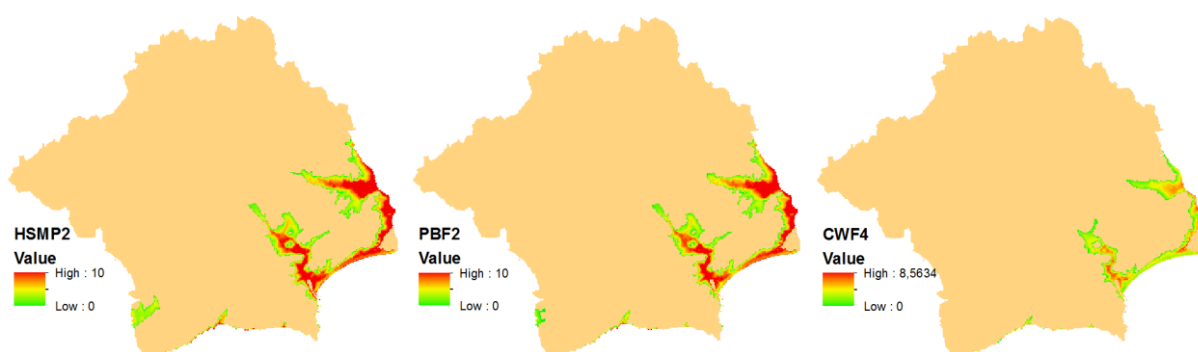 HSMP2
Value
High : 10
Low : 0
PBF2
Value
High : 10
Low : 0
CWF4
Value
High : 8,5634
Low : 0